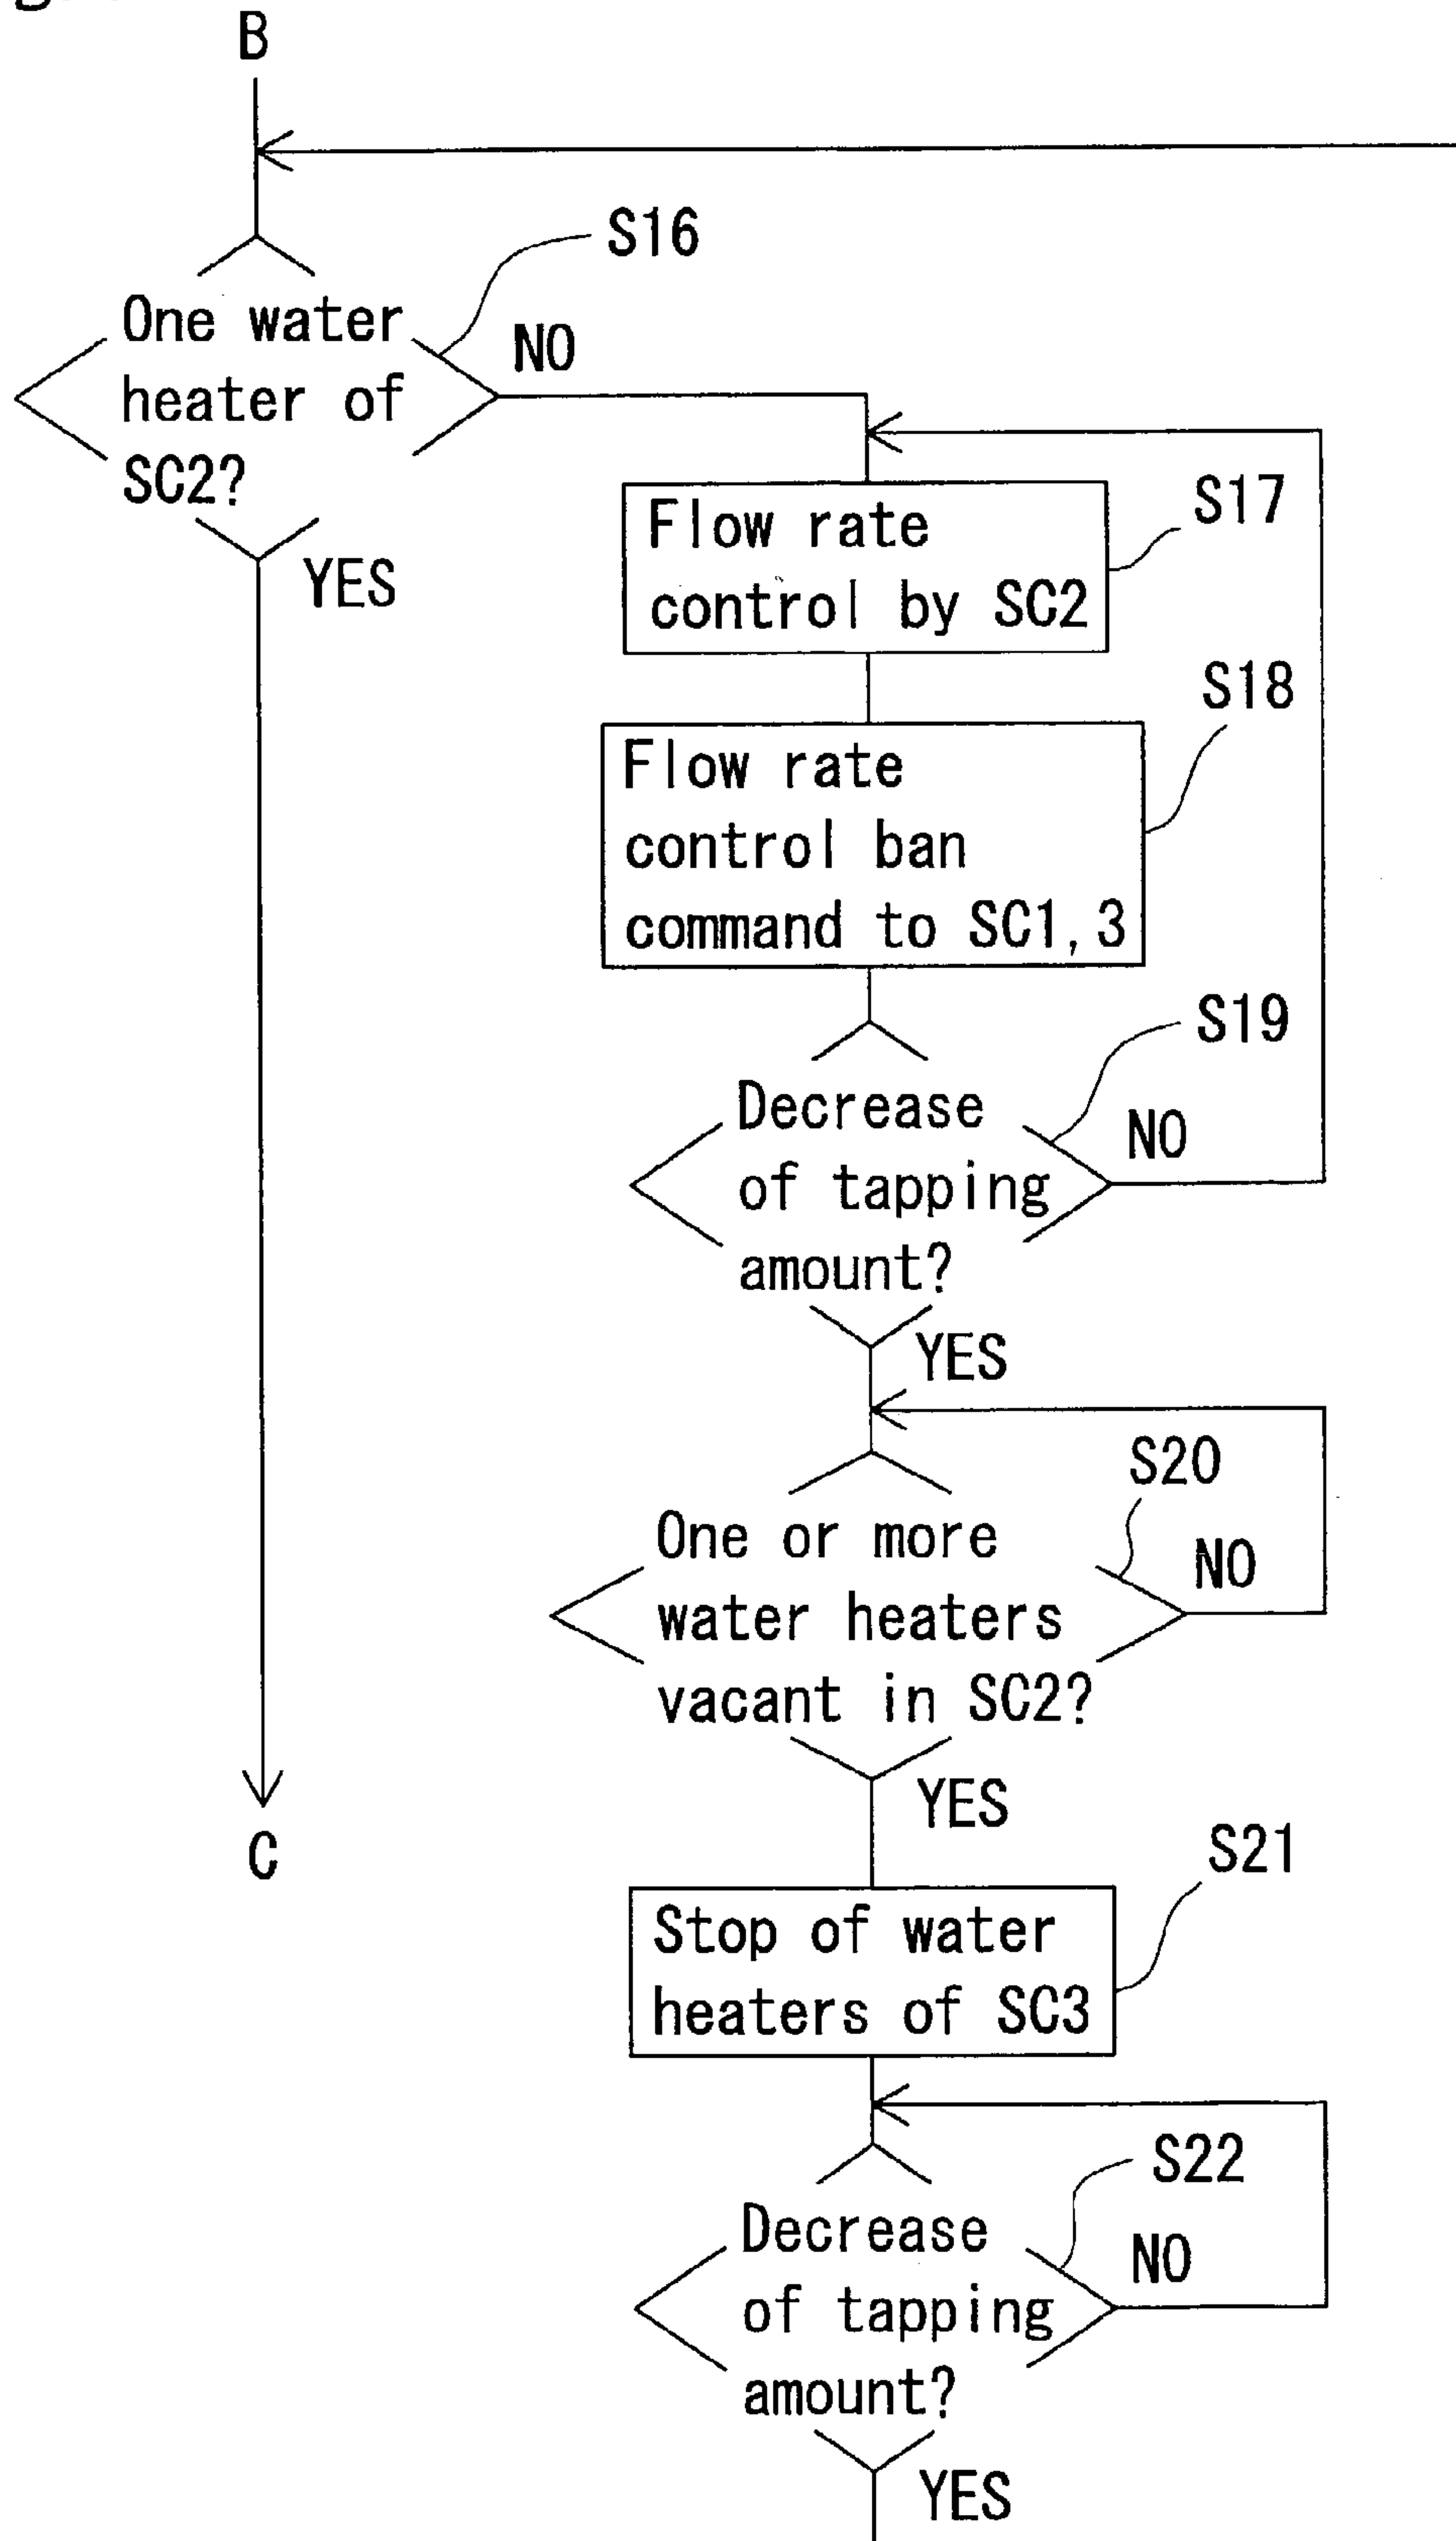 B
S16
One water
heater of
SC2?
NO
YES
Flow rate
control by SC2
S17
Flow rate
control ban
command to SC1,3
S18
S19
Decrease
of tapping
amount?
NO
YES
S20
One or more
water heaters
vacant in SC2?
NO
YES
C
S21
Stop of water
heaters of SC3
S22
Decrease
of tapping
amount?
NO
YES